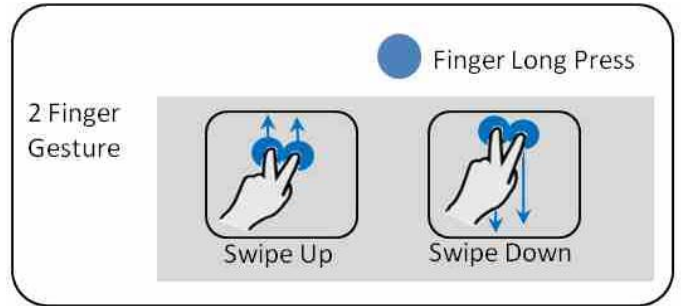 Finger Long Press
2 Finger
Gesture
Swipe Up
Swipe Down